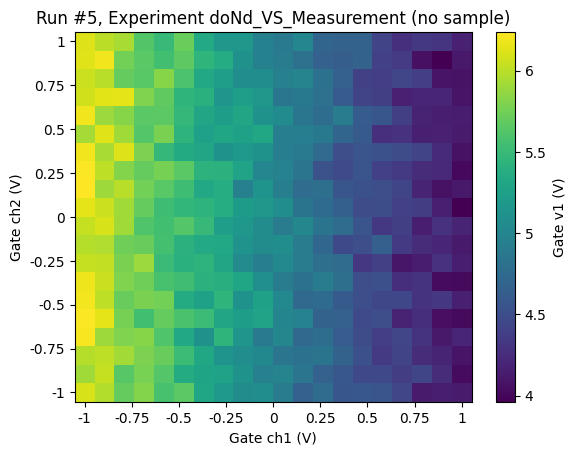 Run #5, Experiment doNd_VS_Measurement (no sample)
Gate ch2 (V)
1
0.75
0.5
0.25
0
-0.25
-0.5
-0.75
-1
-1 -0.75 -0.5 -0.25 0 0.25 0.5 0.75 1
Gate ch1 (V)
6
5.5
5
4.5
4
Gate v1 (V)